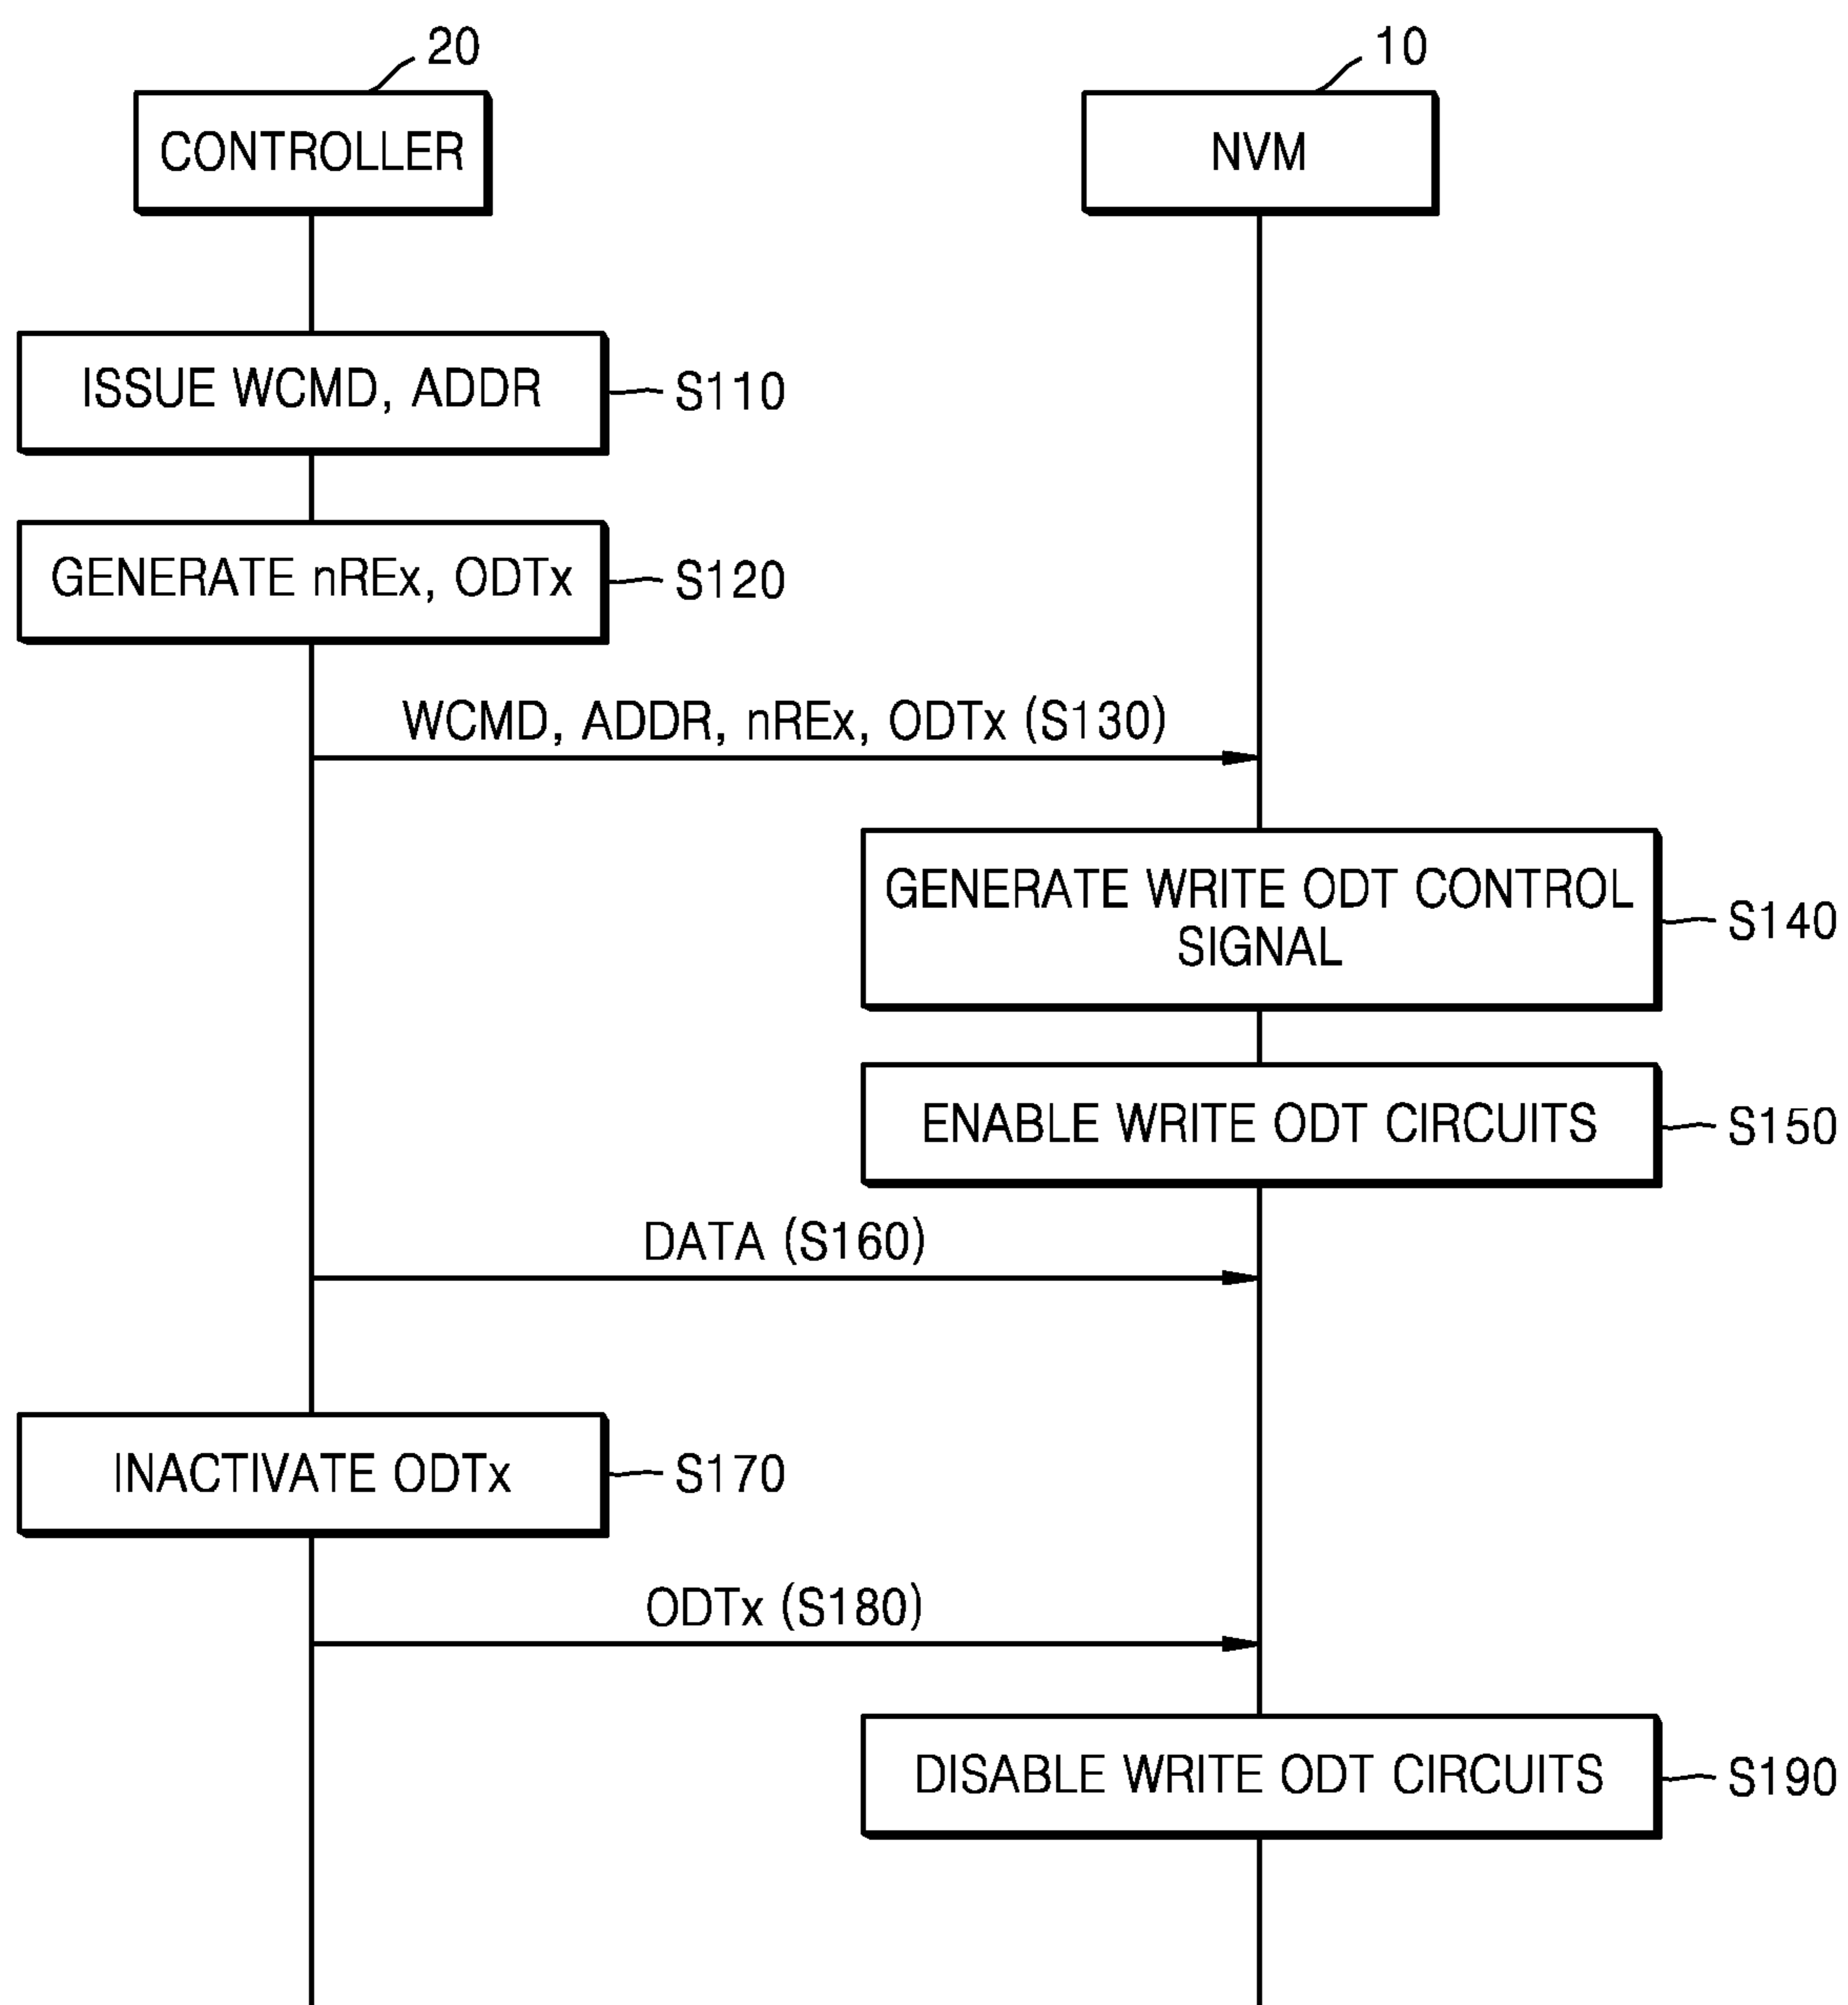 20
10
CONTROLLER
NVM
ISSUE WCMD, ADDR
S110
GENERATE nREx, ODTx
S120
WCMD, ADDR, nREx, ODTx (S130)
GENERATE WRITE ODT CONTROL
SIGNAL
S140
ENABLE WRITE ODT CIRCUITS
S150
DATA (S160)
INACTIVATE ODTx
S170
ODTx (S180)
DISABLE WRITE ODT CIRCUITS
S190